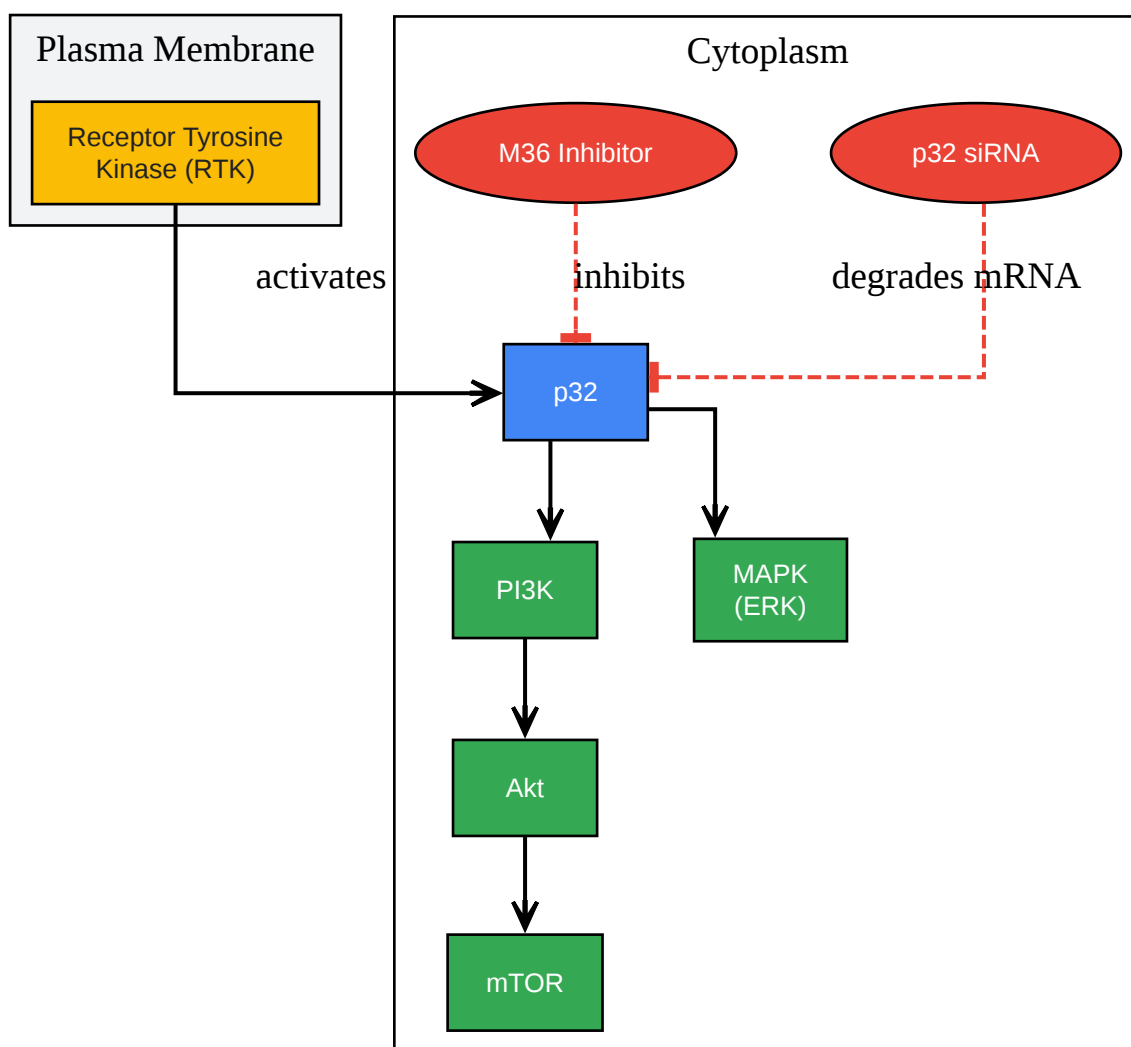 Plasma Membrane
Cytoplasm
Receptor Tyrosine
Kinase (RTK)
M36 Inhibitor
p32 siRNA
activates
inhibits
degrades mRNA
p32
PI3K
MAPK
(ERK)
Akt
mTOR